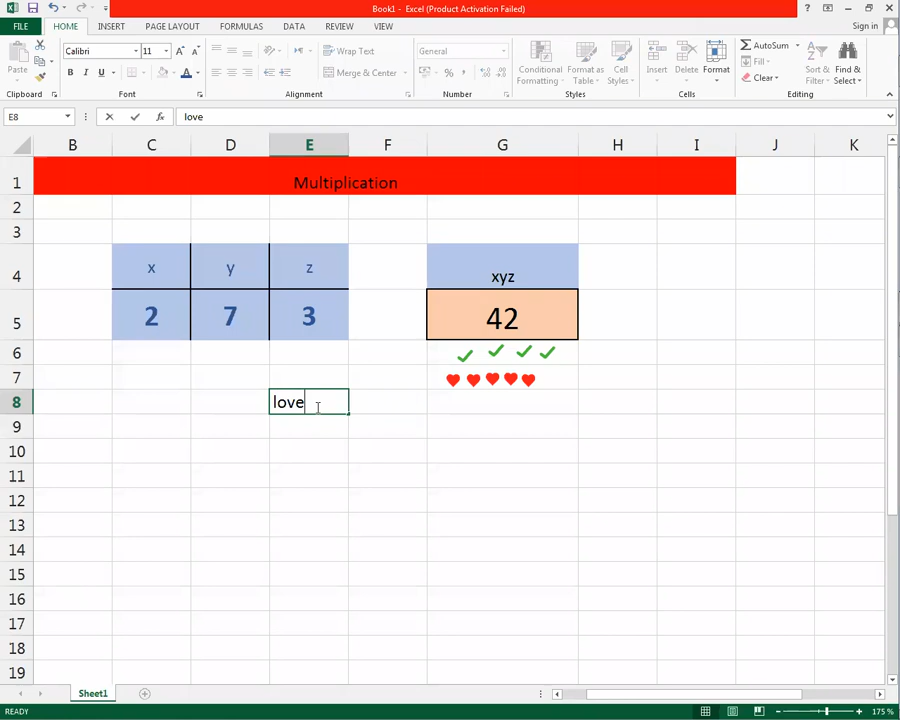 Book1 - Excel (Product Activation Failed)
FILE HOME INSERT PAGE LAYOUT FORMULAS DATA REVIEW VIEW Sign in
Calibri 11 Wrap Text General AutoSum
Paste Conditional Format as Cell Insert Delete Format Fill Sort & Find &
B I U Merge & Center Formatting Table Styles Clear Filter Select
Clipboard Font Alignment Number Styles Cells Editing
E8 fx love
B C D E F G H I J K
1 Multiplication
2
3
4 x y z xyz
5 2 7 3 42
6
7
8 love
9
10
11
12
13
14
15
16
17
18
19
Sheet1
READY 175 %